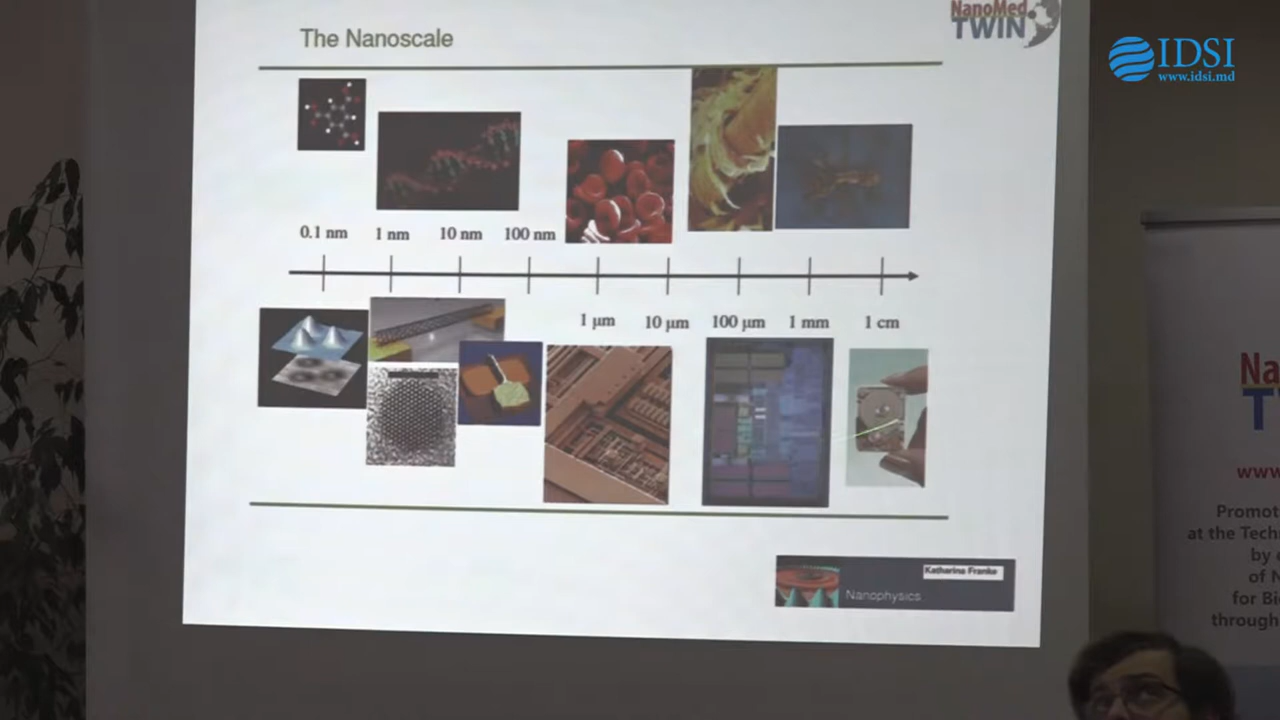 The Nanoscale
NanoMed
TWIN
IDSI
www.idsi.md
0.1 nm 1 nm 10 nm 100 nm
1 µm 10 µm 100 µm 1 mm 1 cm
Katharina Franke
Nanophysics
Na
T
www.
Promot
at the Tech
by
of N
for Bi
through